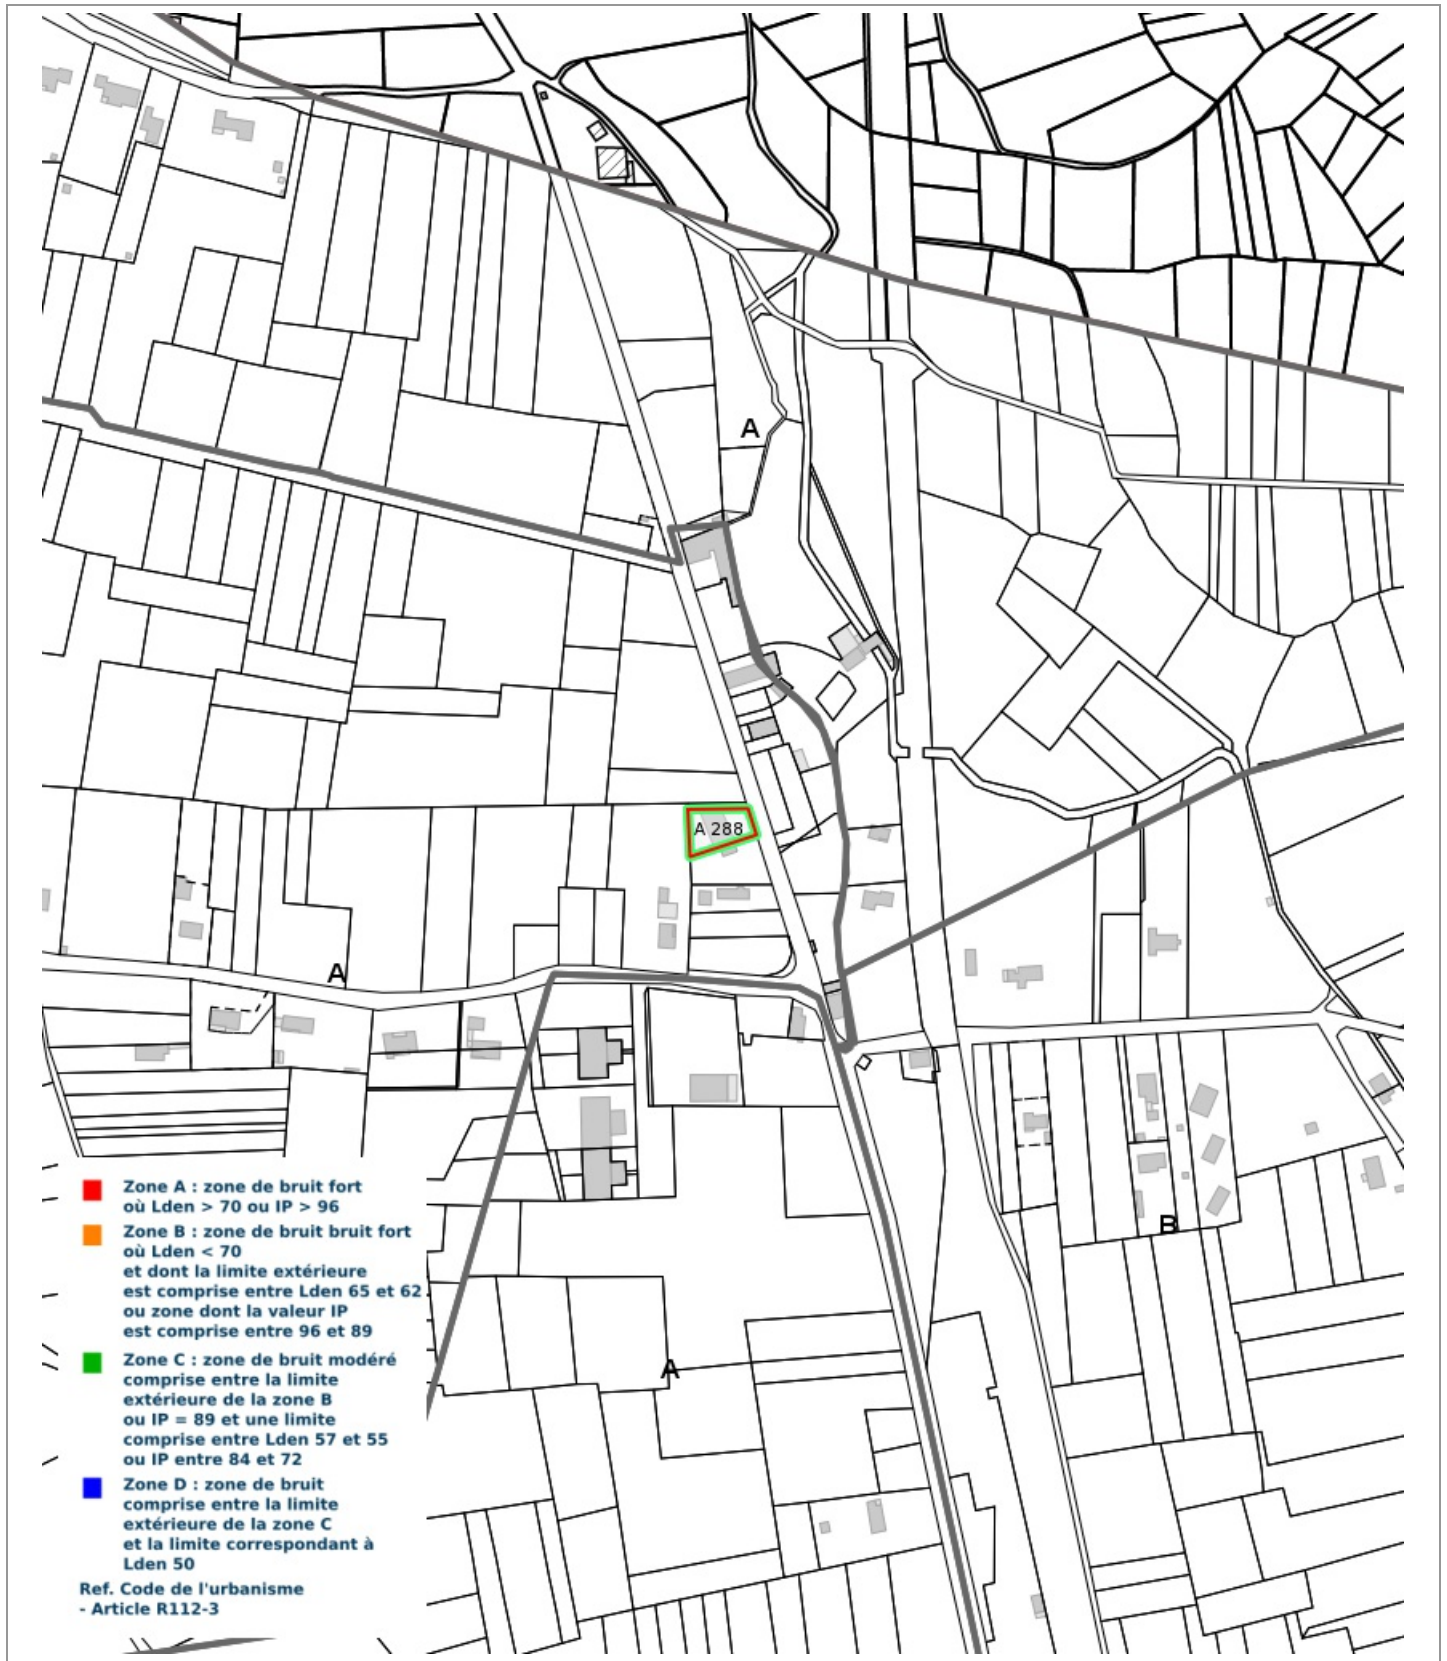 A
A 288
A
B
A
Zone A : zone de bruit fort
où Lden > 70 ou IP > 96
Zone B : zone de bruit bruit fort
où Lden < 70
et dont la limite extérieure
est comprise entre Lden 65 et 62
ou zone dont la valeur IP
est comprise entre 96 et 89
Zone C : zone de bruit modéré
comprise entre la limite
extérieure de la zone B
ou IP = 89 et une limite
comprise entre Lden 57 et 55
ou IP entre 84 et 72
Zone D : zone de bruit
comprise entre la limite
extérieure de la zone C
et la limite correspondant à
Lden 50
Ref. Code de l'urbanisme
- Article R112-3